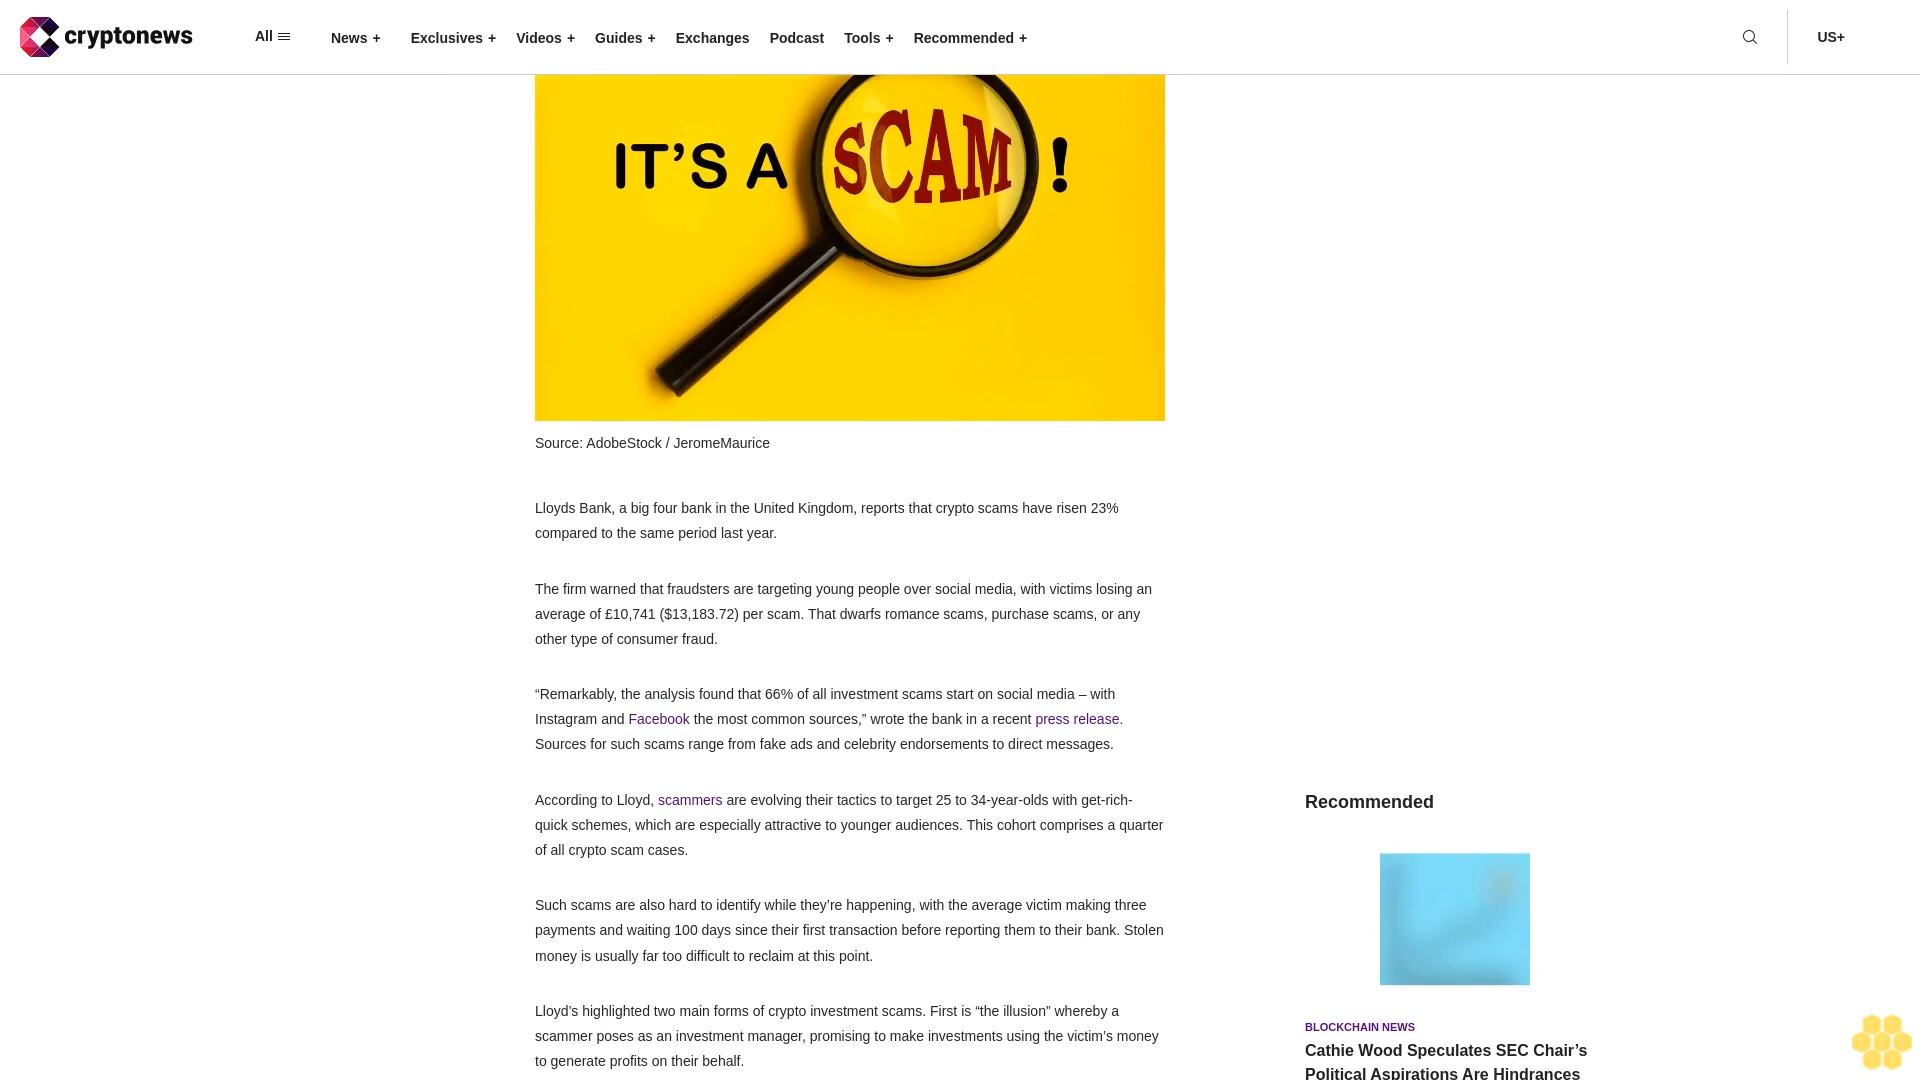 cryptonews
All
News +
Exclusives +
Videos +
Guides +
Exchanges
Podcast
Tools +
Recommended +
US+
IT'S A SCAM !
Source: AdobeStock / JeromeMaurice
Lloyds Bank, a big four bank in the United Kingdom, reports that crypto scams have risen 23%
compared to the same period last year.
The firm warned that fraudsters are targeting young people over social media, with victims losing an
average of £10,741 ($13,183.72) per scam. That dwarfs romance scams, purchase scams, or any
other type of consumer fraud.
“Remarkably, the analysis found that 66% of all investment scams start on social media – with
Instagram and Facebook the most common sources,” wrote the bank in a recent press release.
Sources for such scams range from fake ads and celebrity endorsements to direct messages.
According to Lloyd, scammers are evolving their tactics to target 25 to 34-year-olds with get-rich-
quick schemes, which are especially attractive to younger audiences. This cohort comprises a quarter
of all crypto scam cases.
Such scams are also hard to identify while they’re happening, with the average victim making three
payments and waiting 100 days since their first transaction before reporting them to their bank. Stolen
money is usually far too difficult to reclaim at this point.
Lloyd’s highlighted two main forms of crypto investment scams. First is “the illusion” whereby a
scammer poses as an investment manager, promising to make investments using the victim’s money
to generate profits on their behalf.
Recommended
BLOCKCHAIN NEWS
Cathie Wood Speculates SEC Chair’s
Political Aspirations Are Hindrances